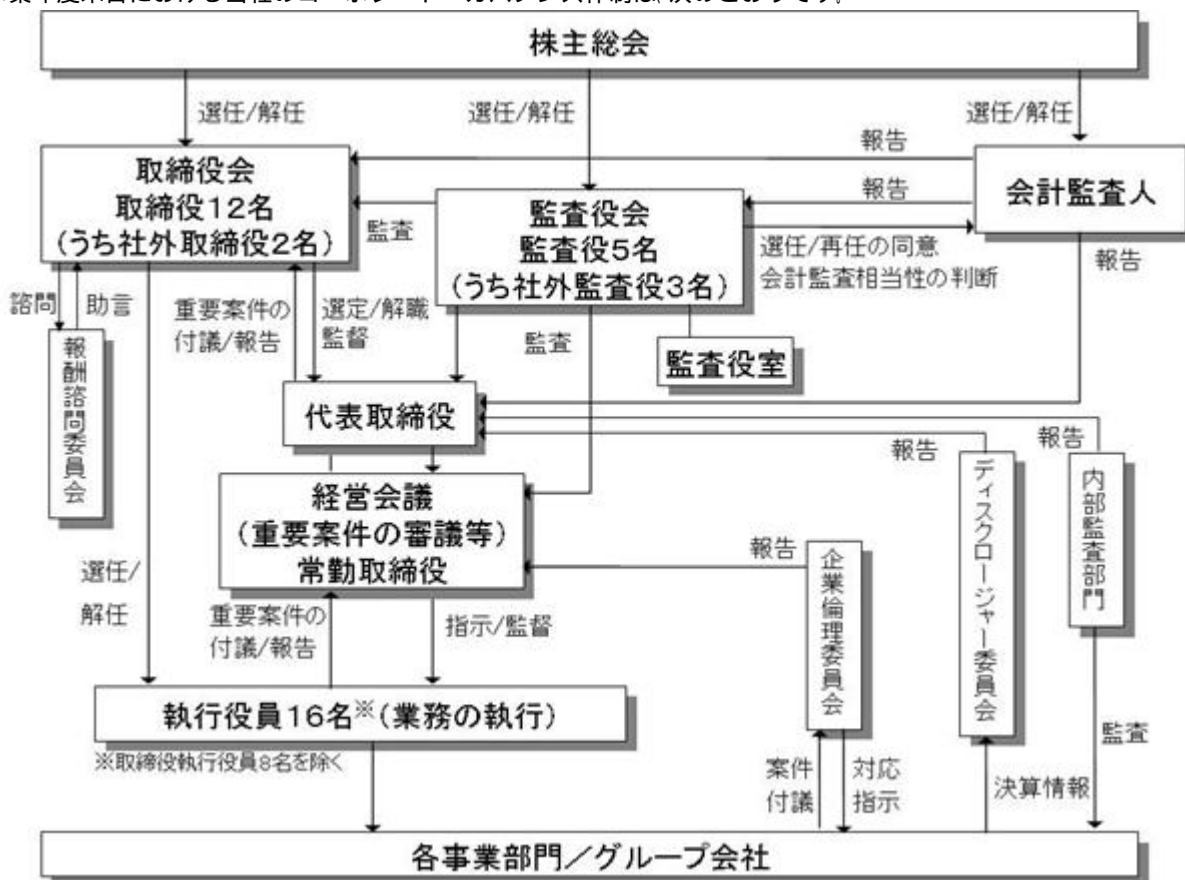 株主総会
選任/解任
選任/解任
選任/解任
取締役会
取締役12名
(うち社外取締役2名)
監査役会
監査役5名
(うち社外監査役3名)
会計監査人
報告
報告
監査
選任/再任の同意
会計監査相当性の判断
報告
諮問
助言
重要案件の
付議/報告
選定/解職
監督
監査
監査役室
報酬諮問委員会
代表取締役
報告
報告
ディスクロージャー委員会
内部監査部門
経営会議
(重要案件の審議等)
常勤取締役
報告
企業倫理委員会
選任/
解任
重要案件の
付議/報告
指示/監督
執行役員16名※(業務の執行)
※取締役執行役員8名を除く
案件
付議
対応
指示
決算情報
監査
各事業部門/グループ会社